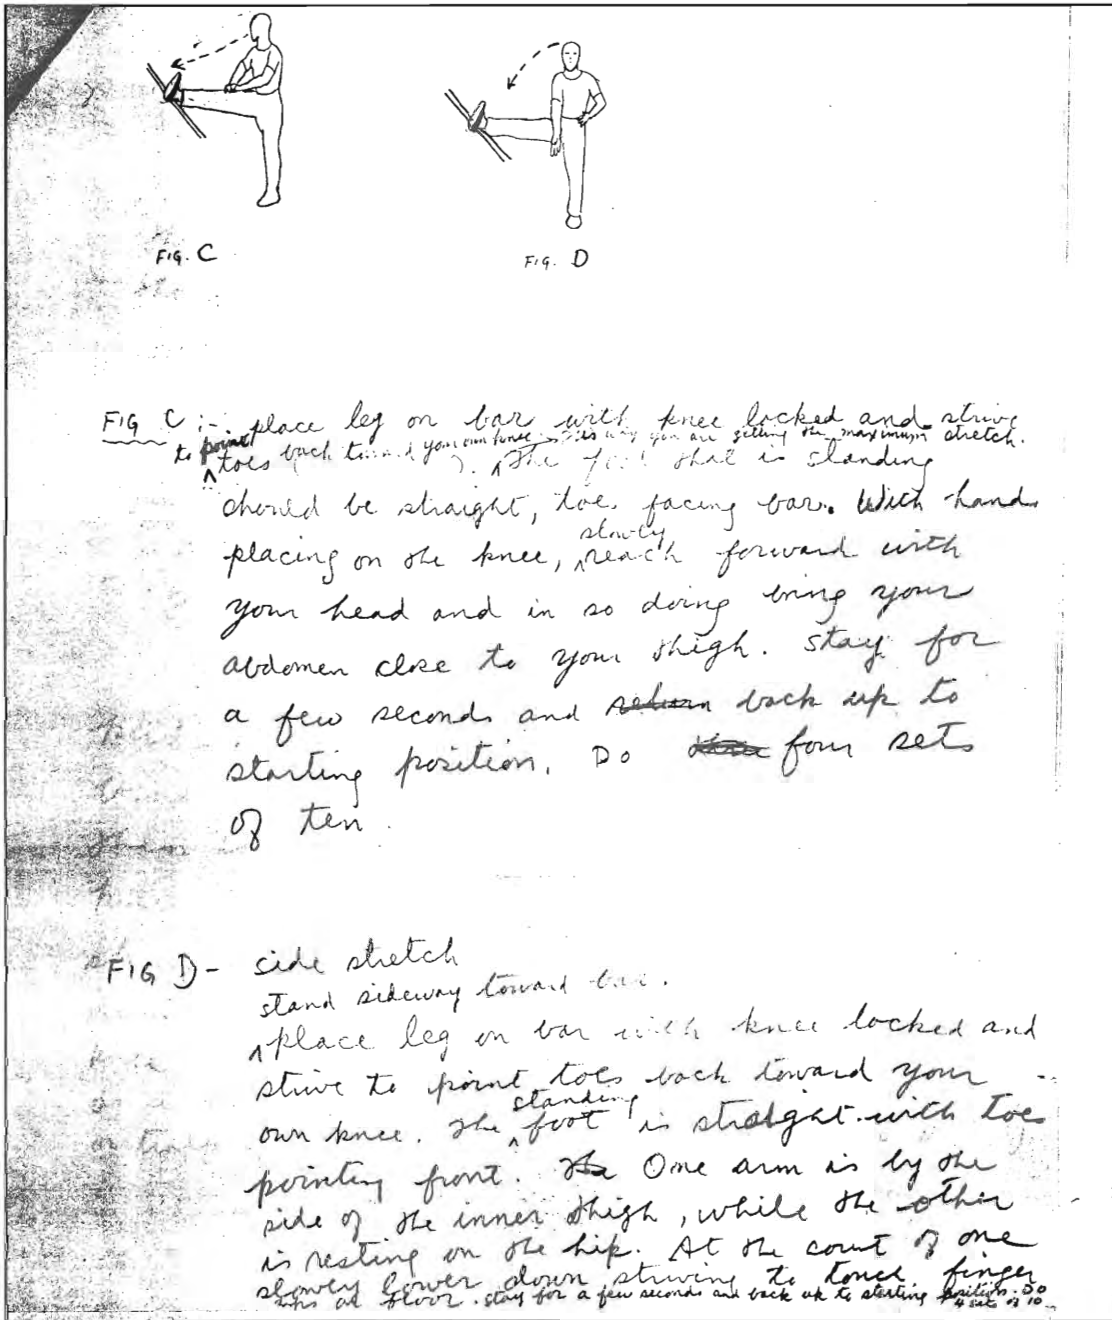 FIG. C
FIG. D
FIG C :- place leg on bar with knee locked and strive
to point toes back toward your own knee this way you are getting the maximum stretch.
The foot that is standing
should be straight, toe facing bar. With hand
placing on the knee, slowly reach forward with
your head and in so doing bring your
abdomen close to your thigh. Stay for
a few seconds and return back up to
starting position. Do four sets
of ten.
FIG D - side stretch
stand sideway toward bar.
place leg on bar with knee locked and
strive to point toes back toward your
own knee. The standing foot is straight with toe
pointing front. The One arm is by the
side of the inner thigh, while the other
is resting on the hip. At the count of one
slowly lower down striving to touch finger
floor. stay for a few seconds and back up to starting position. Do
4 sets of 10